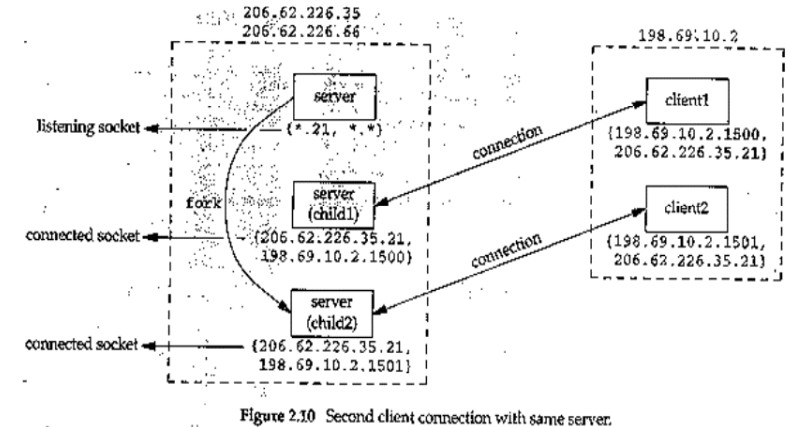 206.62.226.35
206.62.226.66
198.69.10.2
server
client1
listening socket
{*.21, *.*}
connection
{198.69.10.2.1500,
206.62.226.35.21}
fork
server
(child1)
client2
connected socket
{206.62.226.35.21,
198.69.10.2.1500}
connection
{198.69.10.2.1501,
206.62.226.35.21}
server
(child2)
connected socket
{206.62.226.35.21,
198.69.10.2.1501}
Figure 2.10 Second client connection with same server.